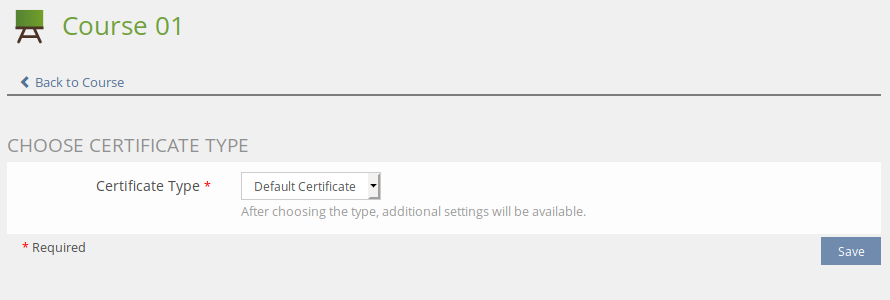 Course 01
Back to Course
CHOOSE CERTIFICATE TYPE
Certificate Type * Default Certificate
After choosing the type, additional settings will be available.
* Required Save